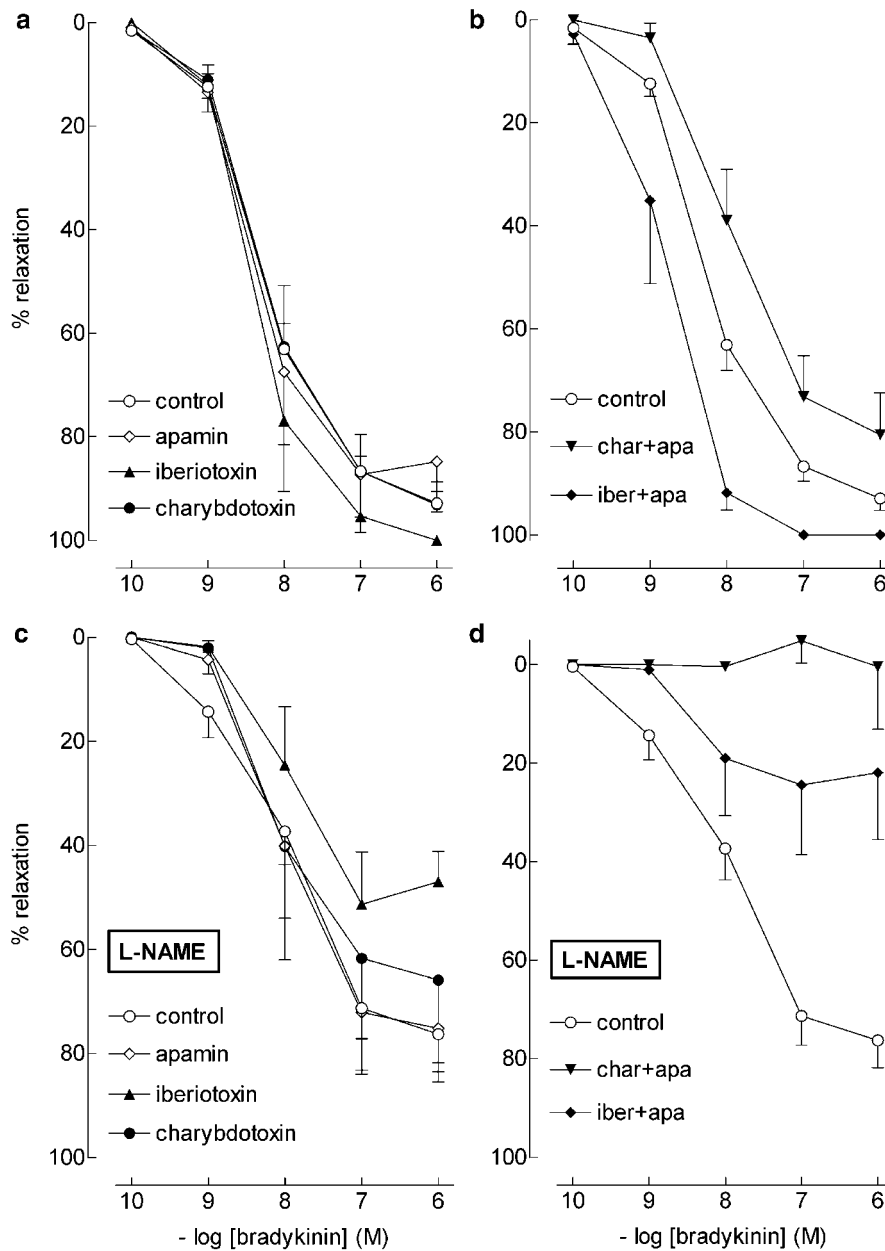 a
0
20
40
60
80
100
% relaxation
control
apamin
iberiotoxin
charybdotoxin
10 9 8 7 6
b
0
20
40
60
80
100
control
char+apa
iber+apa
10 9 8 7 6
c
0
20
40
60
80
100
% relaxation
L-NAME
control
apamin
iberiotoxin
charybdotoxin
10 9 8 7 6
- log [bradykinin] (M)
d
0
20
40
60
80
100
L-NAME
control
char+apa
iber+apa
10 9 8 7 6
- log [bradykinin] (M)